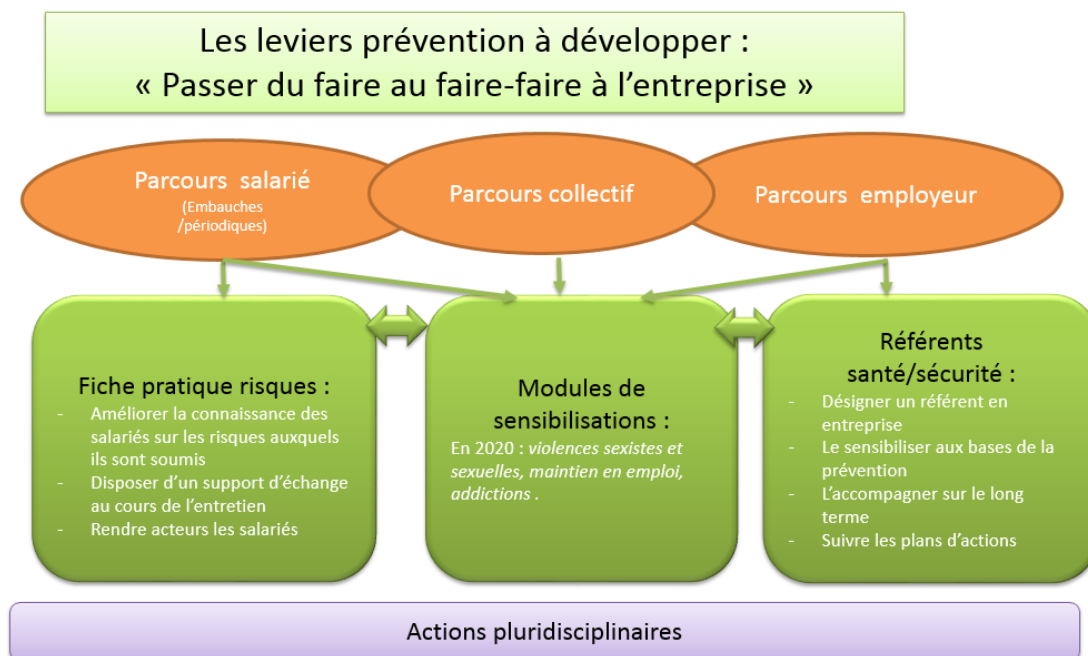 Les leviers prévention à développer :
« Passer du faire au faire-faire à l’entreprise »
Parcours salarié
(Embauches
/périodiques)
Parcours collectif
Parcours employeur
Fiche pratique risques :
- Améliorer la connaissance des
salariés sur les risques auxquels
ils sont soumis
- Disposer d’un support d’échange
au cours de l’entretien
- Rendre acteurs les salariés
Modules de
sensibilisations :
En 2020 : violences sexistes et
sexuelles, maintien en emploi,
addictions .
Référents
santé/sécurité :
- Désigner un référent en
entreprise
- Le sensibiliser aux bases de la
prévention
- L’accompagner sur le long
terme
- Suivre les plans d’actions
Actions pluridisciplinaires